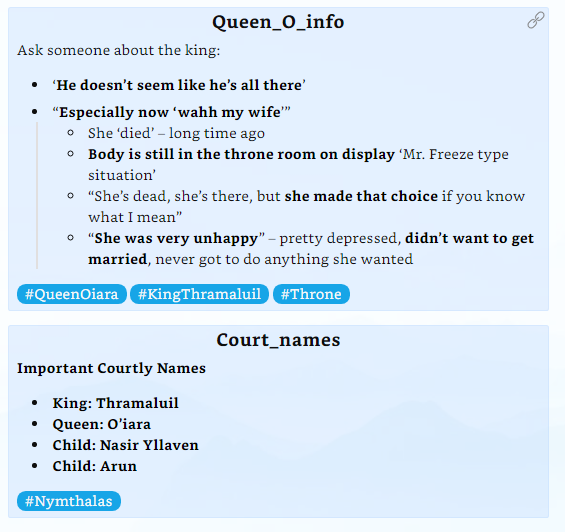 Queen_O_info
Ask someone about the king:
• ‘He doesn’t seem like he’s all there’
• “Especially now ‘wahh my wife’”
◦ She ‘died’ – long time ago
◦ Body is still in the throne room on display ‘Mr. Freeze type
situation’
◦ “She’s dead, she’s there, but she made that choice if you know
what I mean”
◦ “She was very unhappy” – pretty depressed, didn’t want to get
married, never got to do anything she wanted
#QueenOiara #KingThramaluil #Throne
Court_names
Important Courtly Names
• King: Thramaluil
• Queen: O’iara
• Child: Nasir Yllaven
• Child: Arun
#Nymthalas